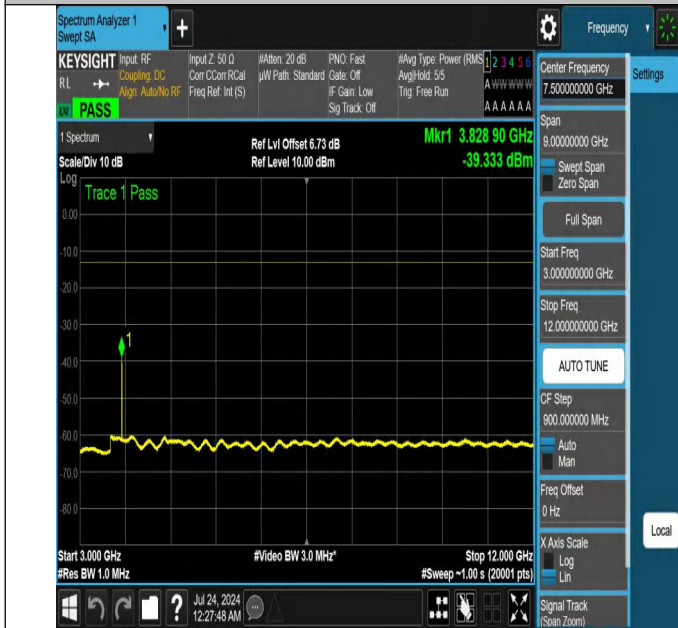 Spectrum Analyzer 1
Swept SA
+
Frequency
KEYSIGHT
RL
LXI
PASS
Input: RF
Coupling: DC
Align: Auto/No RF
Input Z: 50 Ω
Corr CCorr RCal
Freq Ref: Int (S)
#Atten: 20 dB
µW Path: Standard
PNO: Fast
Gate: Off
IF Gain: Low
Sig Track: Off
#Avg Type: Power (RMS
Avg|Hold: 5/5
Trig: Free Run
1 2 3 4 5 6
A W W W W W
A A A A A A
1 Spectrum
Scale/Div 10 dB
Log
Ref Lvl Offset 6.73 dB
Ref Level 10.00 dBm
Mkr1 3.828 90 GHz
-39.333 dBm
Trace 1 Pass
0.00
-10.0
-20.0
-30.0
1
-40.0
-50.0
-60.0
-70.0
-80.0
Start 3.000 GHz
#Res BW 1.0 MHz
#Video BW 3.0 MHz*
Stop 12.000 GHz
#Sweep ~1.00 s (20001 pts)
?
Jul 24, 2024
12:27:48 AM
Center Frequency
7.500000000 GHz
Settings
Span
9.00000000 GHz
Swept Span
Zero Span
Full Span
Start Freq
3.000000000 GHz
Stop Freq
12.000000000 GHz
AUTO TUNE
CF Step
900.000000 MHz
Auto
Man
Freq Offset
0 Hz
X Axis Scale
Log
Lin
Local
Signal Track
(Span Zoom)